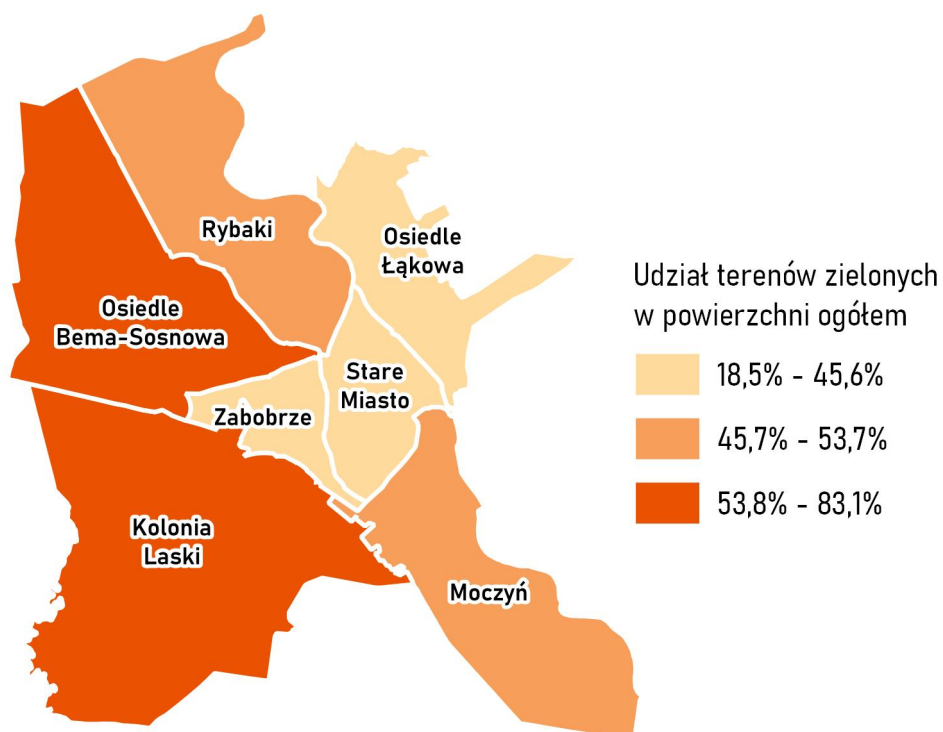 Rybaki
Osiedle
Łąkowa
Osiedle
Bema-Sosnowa
Stare
Miasto
Zabobrze
Kolonia
Laski
Moczyń
Udział terenów zielonych
w powierzchni ogółem
18,5% - 45,6%
45,7% - 53,7%
53,8% - 83,1%